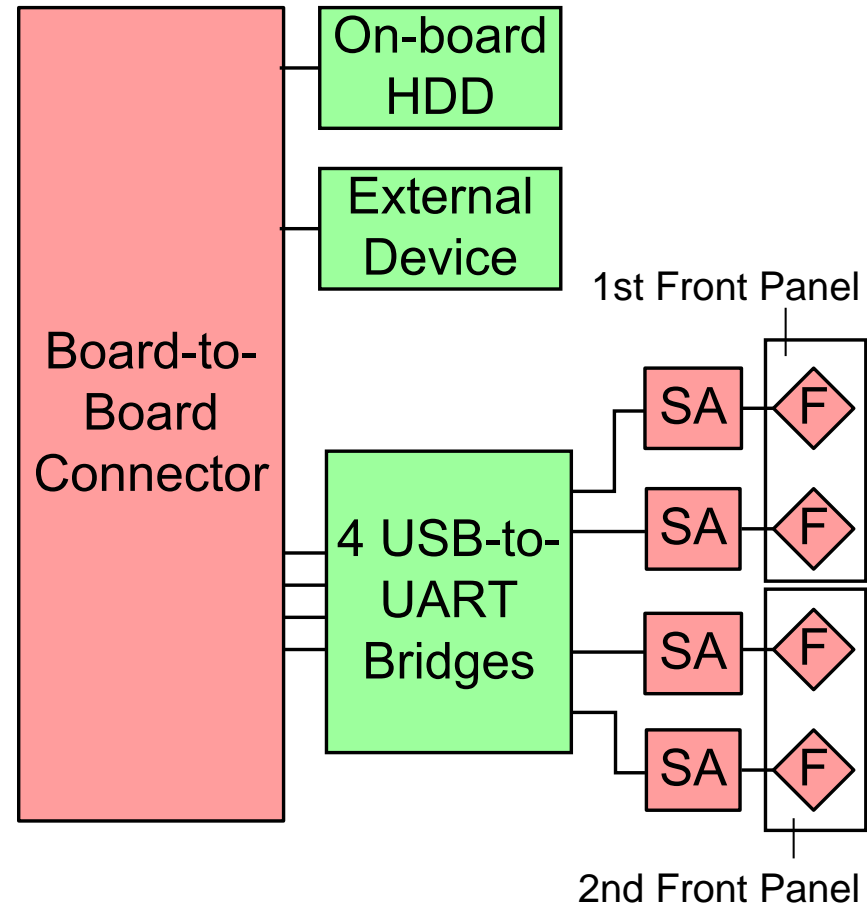 On-board
HDD
External
Device
1st Front Panel
Board-to-
Board
Connector
SA
F
SA
F
4 USB-to-
UART
Bridges
SA
F
SA
F
2nd Front Panel